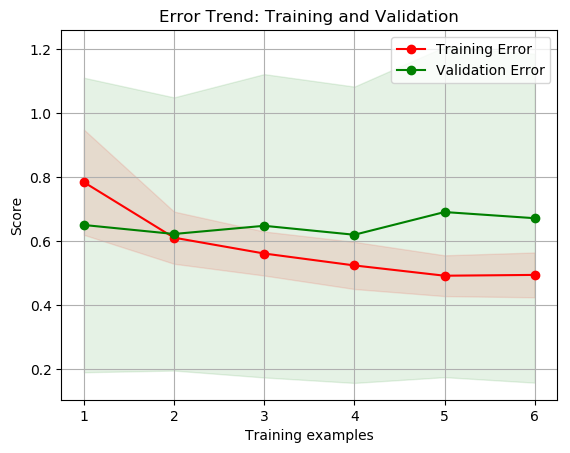 Error Trend: Training and Validation
Training Error
Validation Error
Score
1.2
1.0
0.8
0.6
0.4
0.2
1 2 3 4 5 6
Training examples